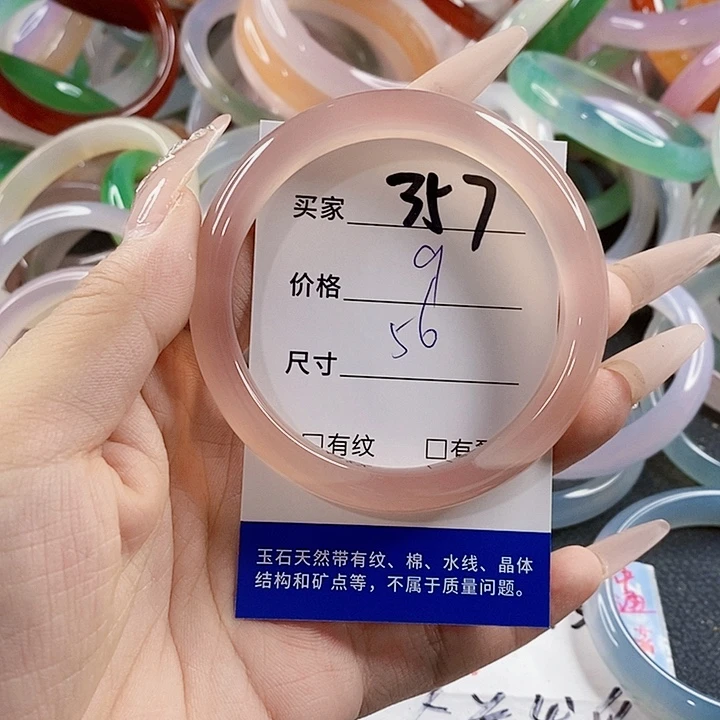 买家 357
价格 9
尺寸 56
□有纹 □有
玉石天然带有纹、棉、水线、晶体
结构和矿点等，不属于质量问题。